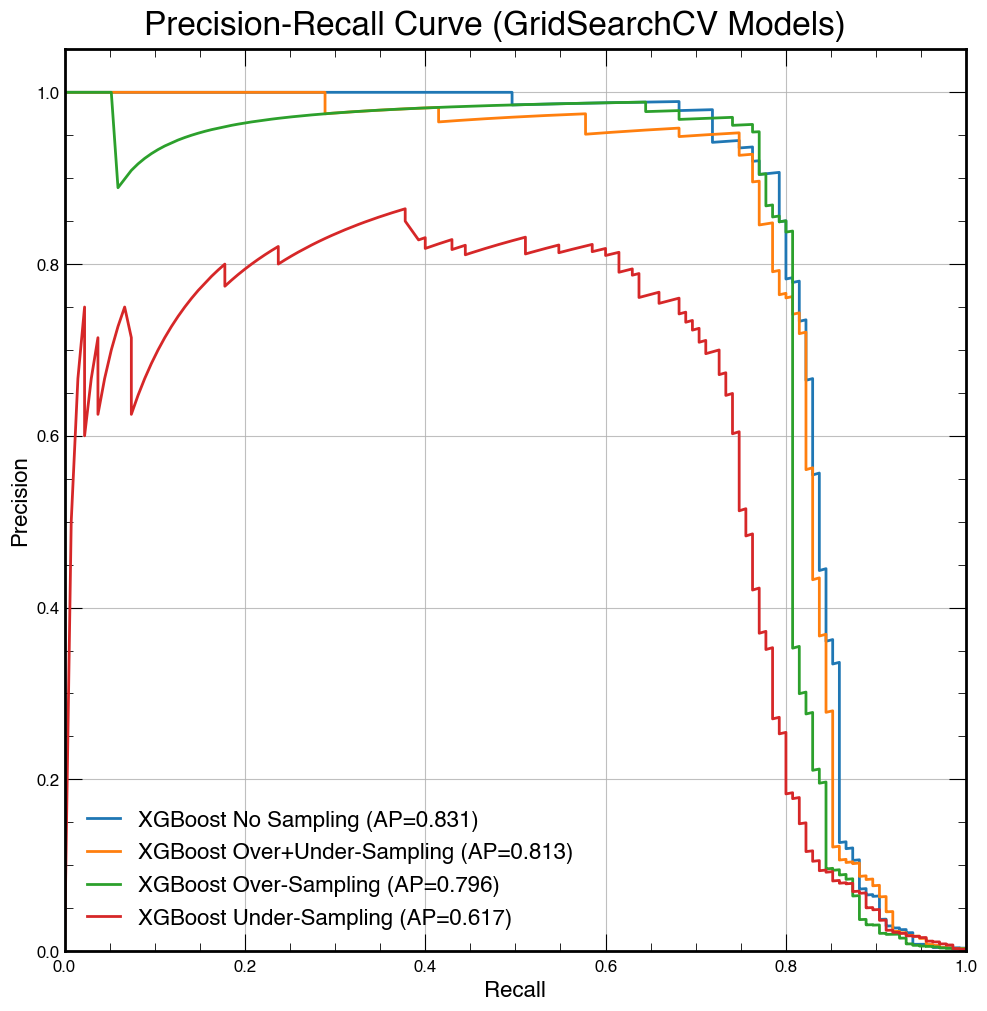 Precision-Recall Curve (GridSearchCV Models)
Precision
1.0
0.8
0.6
0.4
0.2
0.0
XGBoost No Sampling (AP=0.831)
XGBoost Over+Under-Sampling (AP=0.813)
XGBoost Over-Sampling (AP=0.796)
XGBoost Under-Sampling (AP=0.617)
0.0 0.2 0.4 0.6 0.8 1.0
Recall